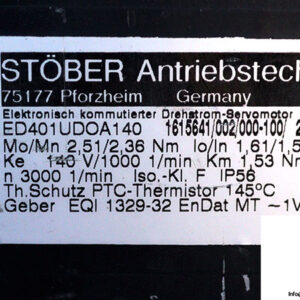 STÖBER Antriebstech
75177 Pforzheim Germany
Elektronisch kommutierter Drehstrom-Servomotor
ED401UDOA140 1615641/002/000-100/ 2
Mo/Mn 2,51/2,36 Nm Io/In 1,61/1,5
Ke 140 V/1000 1/min Km 1,53 N
n 3000 1/min Iso.-Kl. F IP56
Th.Schutz PTC-Thermistor 145°C
Geber EQI 1329-32 EnDat MT ~1V